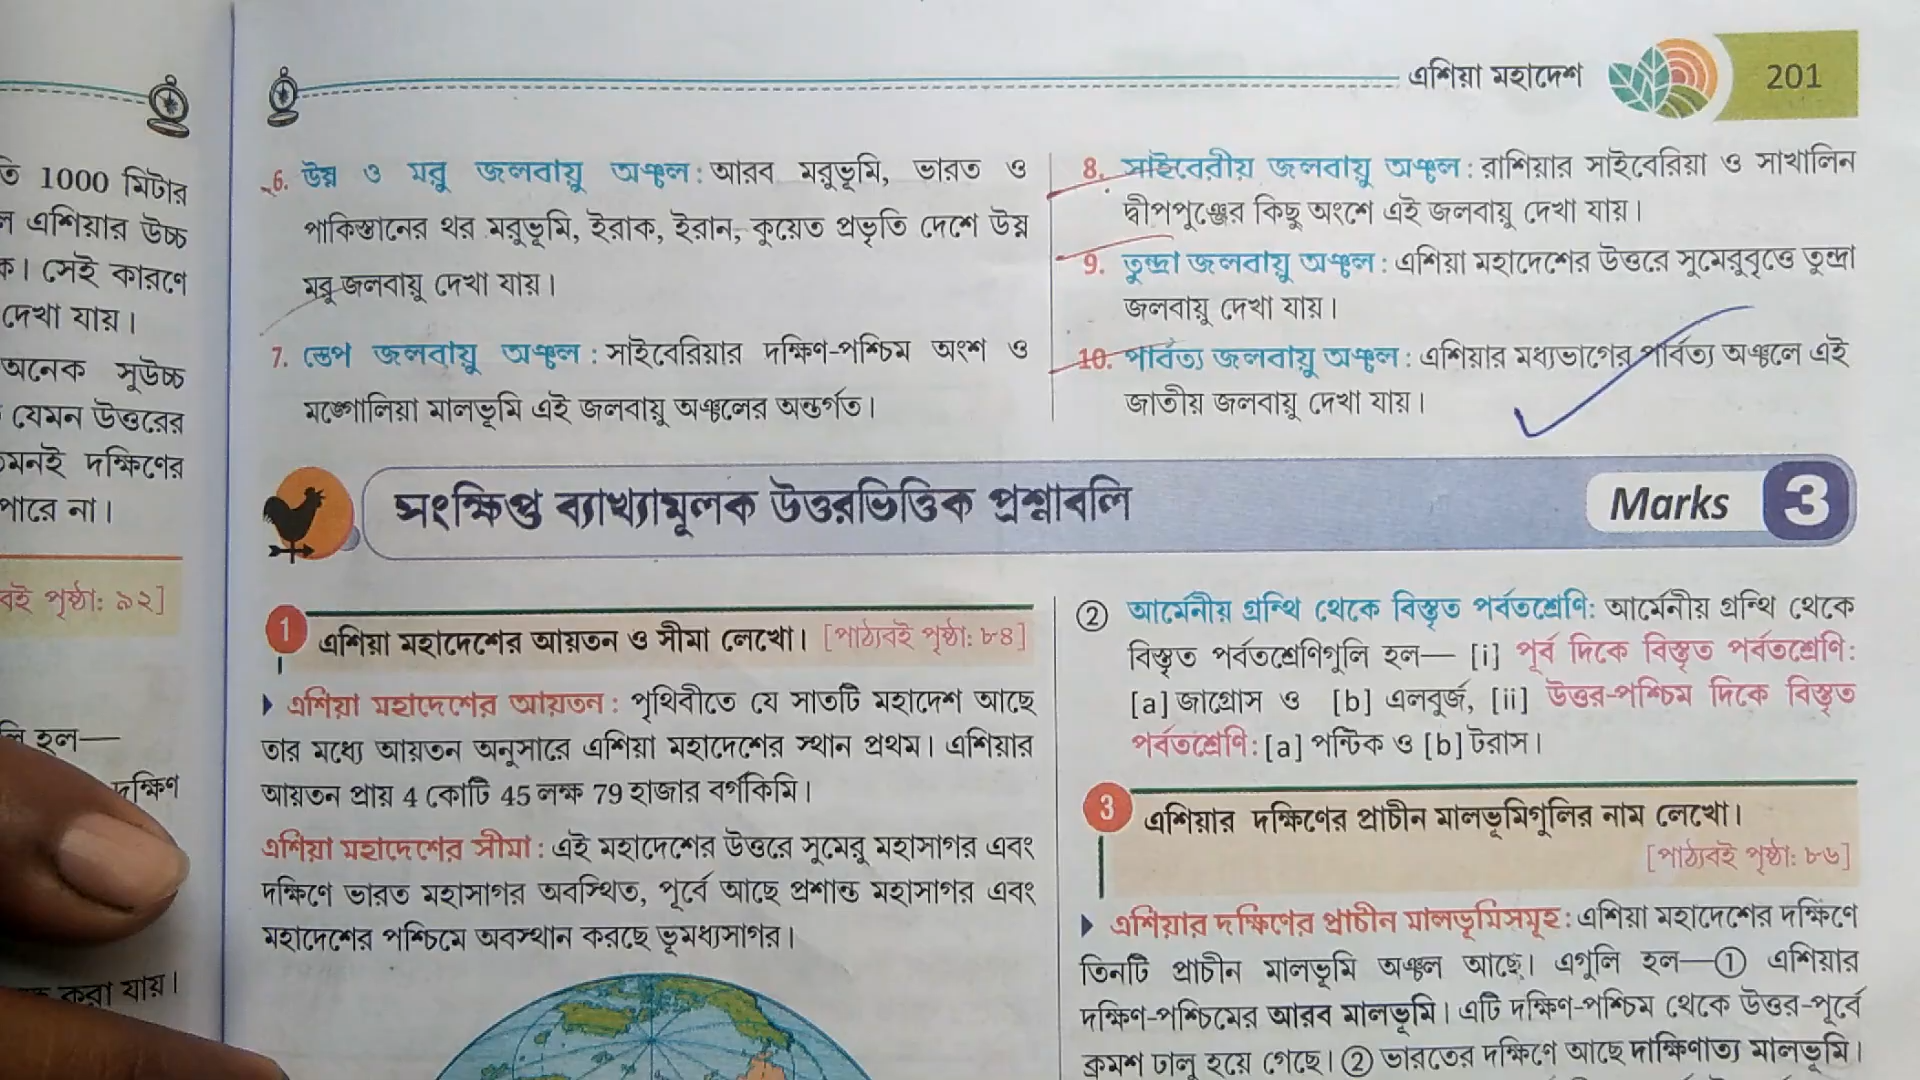 এশিয়া মহাদেশ
201
তি 1000 মিটার
ল এশিয়ার উচ্চ
ক। সেই কারণে
দেখা যায়।
অনেক সুউচ্চ
যেমন উত্তরের
তেমনই দক্ষিণের
পারে না।
বই পৃষ্ঠা: ৯২]
লি হল—
দক্ষিণ
করা যায়।
6. উষ্ণ ও মরু জলবায়ু অঞ্চল : আরব মরুভূমি, ভারত ও
পাকিস্তানের থর মরুভূমি, ইরাক, ইরান, কুয়েত প্রভৃতি দেশে উষ্ণ
মরু জলবায়ু দেখা যায়।
7. স্তেপ জলবায়ু অঞ্চল : সাইবেরিয়ার দক্ষিণ-পশ্চিম অংশ ও
মঙ্গোলিয়া মালভূমি এই জলবায়ু অঞ্চলের অন্তর্গত।
8. সাইবেরীয় জলবায়ু অঞ্চল : রাশিয়ার সাইবেরিয়া ও সাখালিন
দ্বীপপুঞ্জের কিছু অংশে এই জলবায়ু দেখা যায়।
9. তুন্দ্রা জলবায়ু অঞ্চল : এশিয়া মহাদেশের উত্তরে সুমেরুবৃত্তে তুন্দ্রা
জলবায়ু দেখা যায়।
10. পার্বত্য জলবায়ু অঞ্চল : এশিয়ার মধ্যভাগের পার্বত্য অঞ্চলে এই
জাতীয় জলবায়ু দেখা যায়।
সংক্ষিপ্ত ব্যাখ্যামূলক উত্তরভিত্তিক প্রশ্নাবলি
Marks 3
1 এশিয়া মহাদেশের আয়তন ও সীমা লেখো। [পাঠ্যবই পৃষ্ঠা: ৮৪]
এশিয়া মহাদেশের আয়তন : পৃথিবীতে যে সাতটি মহাদেশ আছে
তার মধ্যে আয়তন অনুসারে এশিয়া মহাদেশের স্থান প্রথম। এশিয়ার
আয়তন প্রায় 4 কোটি 45 লক্ষ 79 হাজার বর্গকিমি।
এশিয়া মহাদেশের সীমা : এই মহাদেশের উত্তরে সুমেরু মহাসাগর এবং
দক্ষিণে ভারত মহাসাগর অবস্থিত, পূর্বে আছে প্রশান্ত মহাসাগর এবং
মহাদেশের পশ্চিমে অবস্থান করছে ভূমধ্যসাগর।
② আর্মেনীয় গ্রন্থি থেকে বিস্তৃত পর্বতশ্রেণি: আর্মেনীয় গ্রন্থি থেকে
বিস্তৃত পর্বতশ্রেণিগুলি হল— [i] পূর্ব দিকে বিস্তৃত পর্বতশ্রেণি:
[a] জাগ্রোস ও [b] এলবুর্জ, [ii] উত্তর-পশ্চিম দিকে বিস্তৃত
পর্বতশ্রেণি: [a] পন্টিক ও [b] টরাস।
3 এশিয়ার দক্ষিণের প্রাচীন মালভূমিগুলির নাম লেখো।
[পাঠ্যবই পৃষ্ঠা: ৮৬]
এশিয়ার দক্ষিণের প্রাচীন মালভূমিসমূহ: এশিয়া মহাদেশের দক্ষিণে
তিনটি প্রাচীন মালভূমি অঞ্চল আছে। এগুলি হল—① এশিয়ার
দক্ষিণ-পশ্চিমের আরব মালভূমি। এটি দক্ষিণ-পশ্চিম থেকে উত্তর-পূর্বে
ক্রমশ ঢালু হয়ে গেছে। ② ভারতের দক্ষিণে আছে দাক্ষিণাত্য মালভূমি।